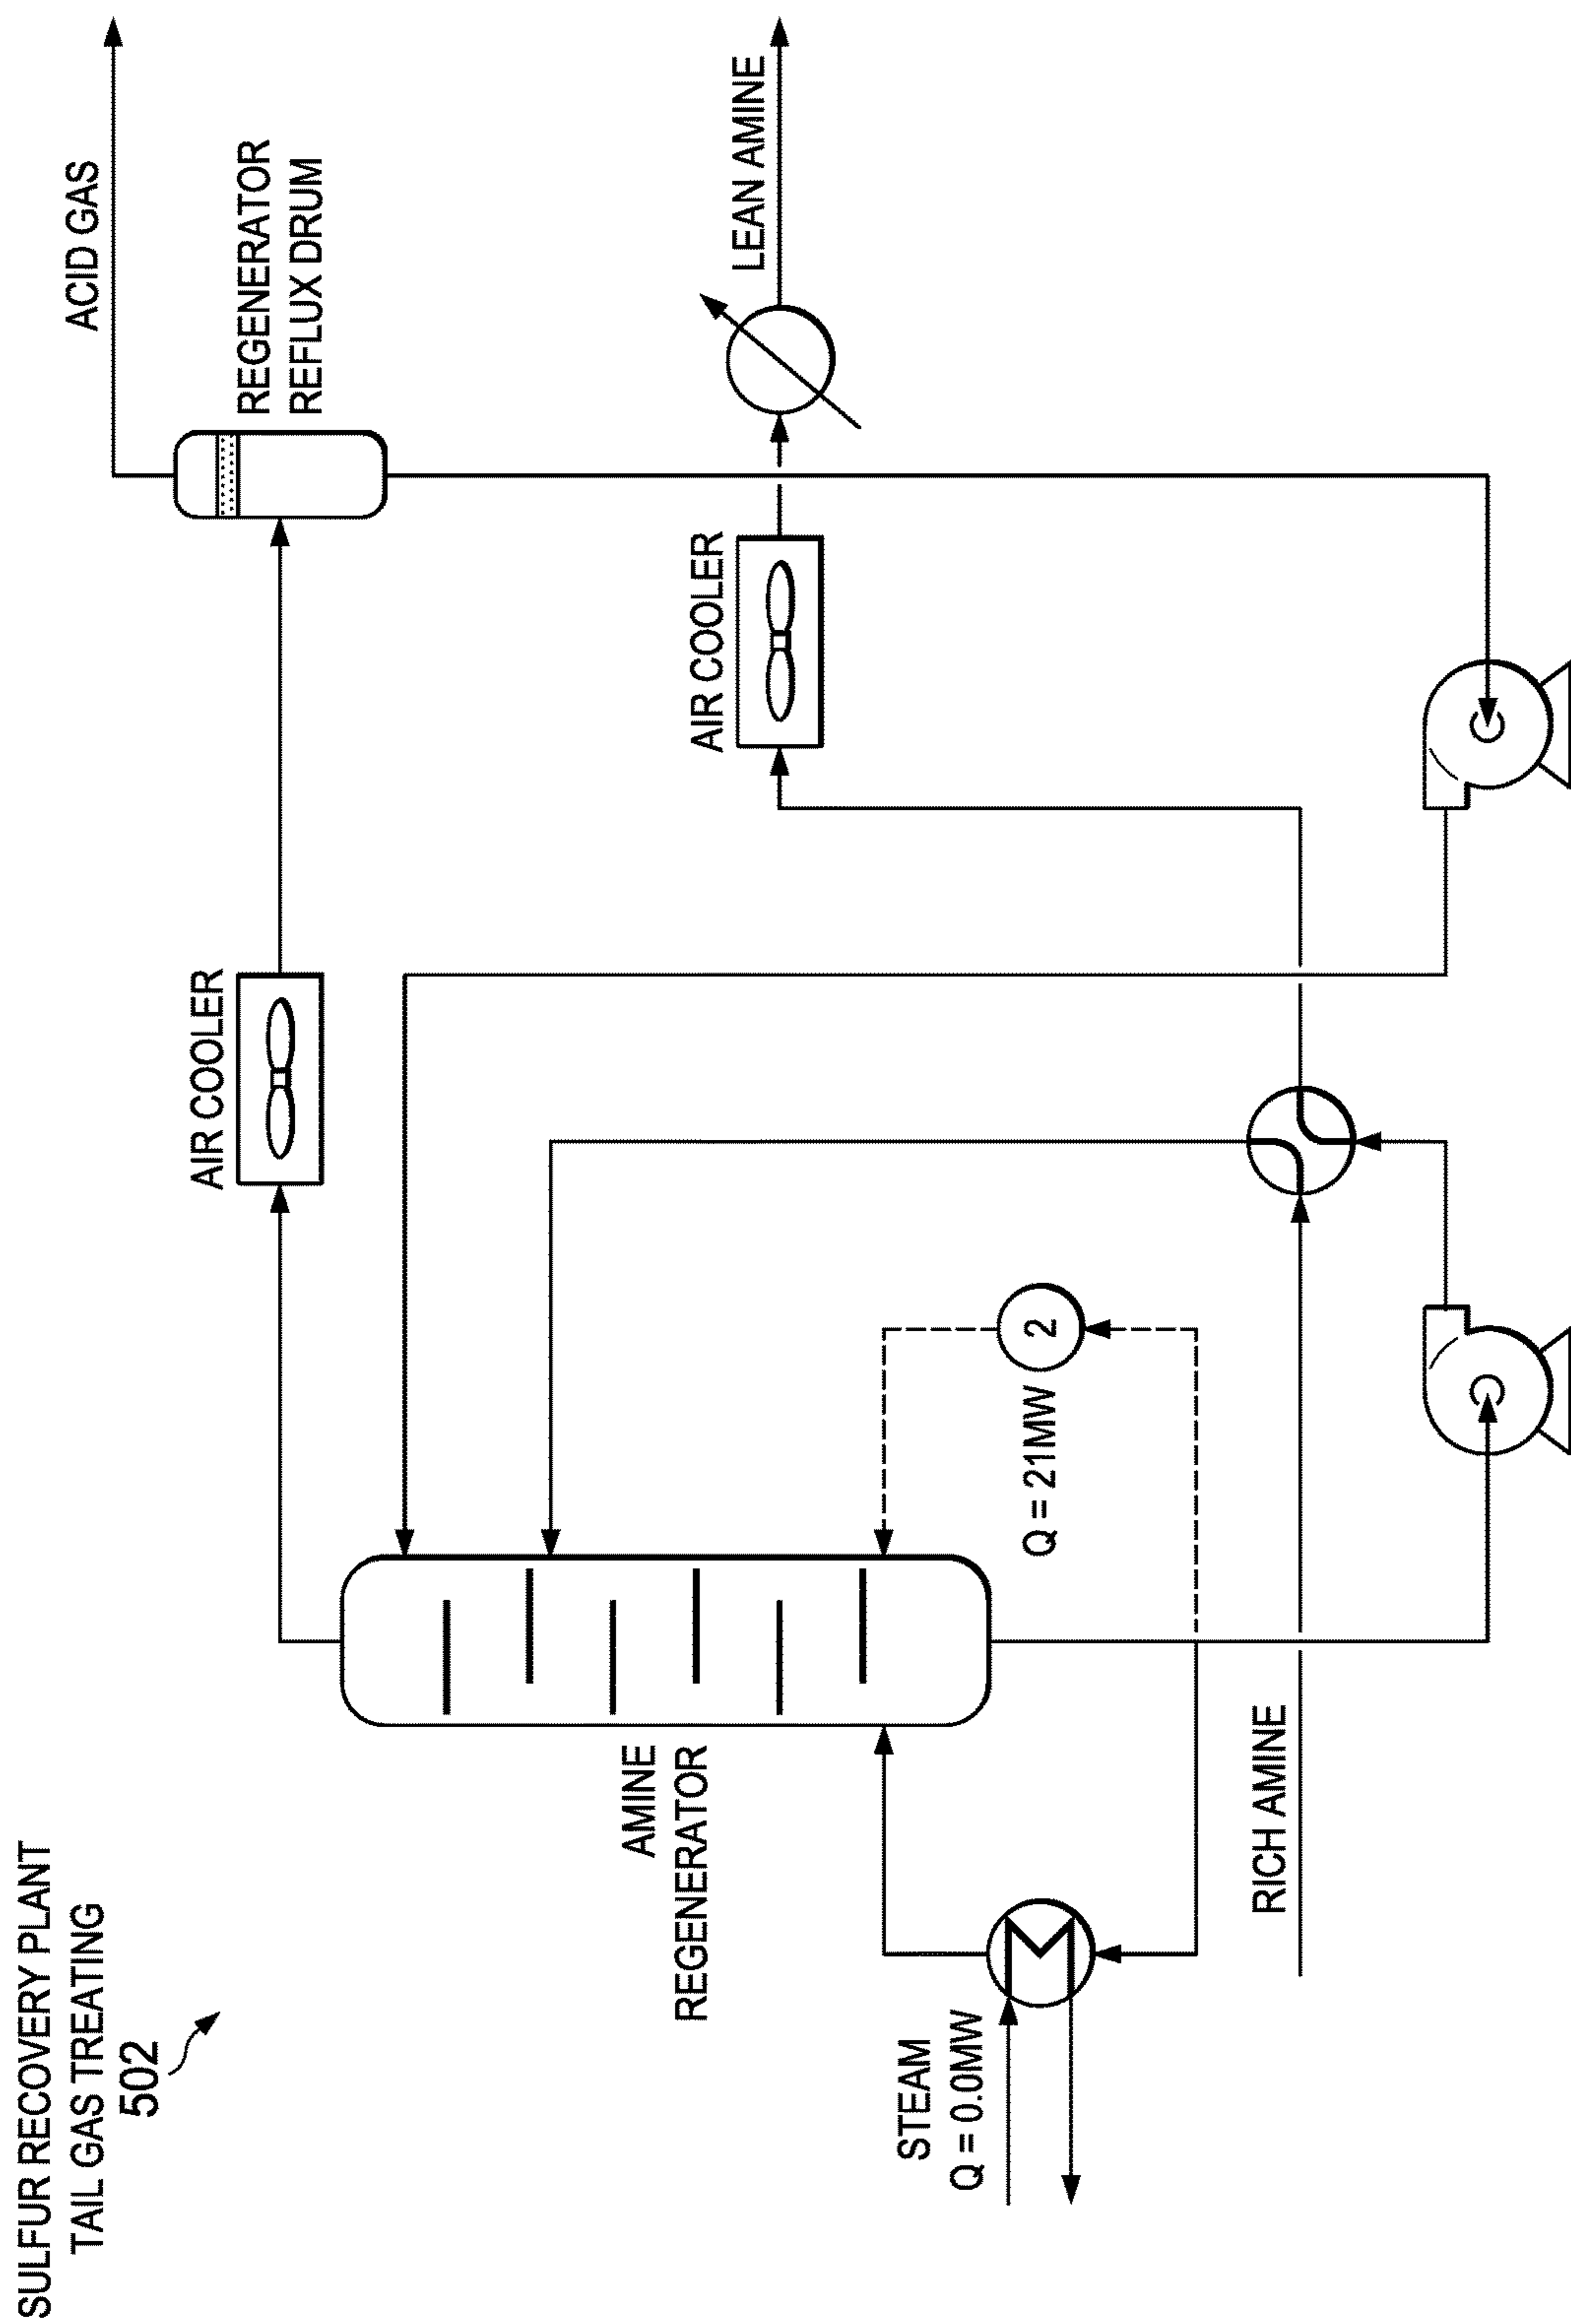 SULFUR RECOVERY PLANT
TAIL GAS TREATING
502
ACID GAS
REGENERATOR
REFLUX DRUM
AIR COOLER
AIR COOLER
LEAN AMINE
AMINE
REGENERATOR
STEAM
Q = 0.0MW
Q = 21MW
2
RICH AMINE